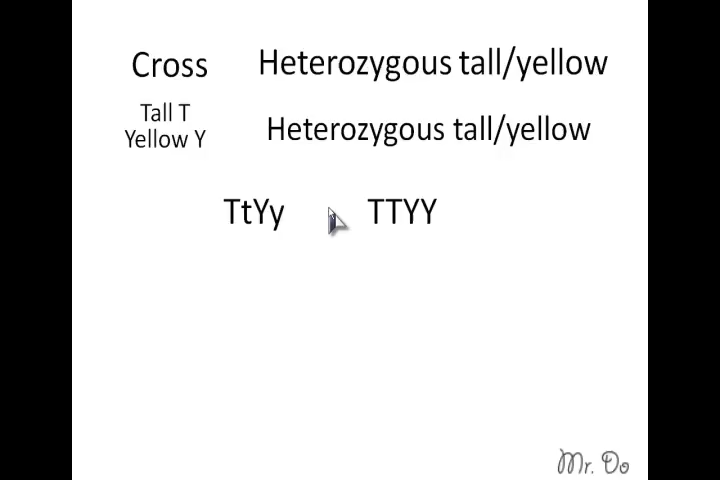 Cross Heterozygous tall/yellow
Tall T
Yellow Y Heterozygous tall/yellow
TtYy TTYY
Mr. Do